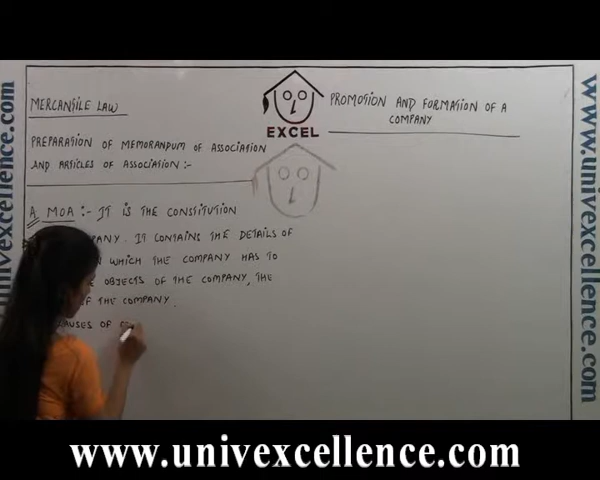 MERCANTILE LAW
EXCEL
PROMOTION AND FORMATION OF A
COMPANY
PREPARATION OF MEMORANDUM OF ASSOCIATION
AND ARTICLES OF ASSOCIATION :-
A. MOA :- IT IS THE CONSTITUTION
COMPANY. IT CONTAINS THE DETAILS OF
WHICH THE COMPANY HAS TO
OBJECTS OF THE COMPANY, THE
OF THE COMPANY.
CLAUSES OF
www.univexcellence.com
univexcellence.com
www.univexcellence.com